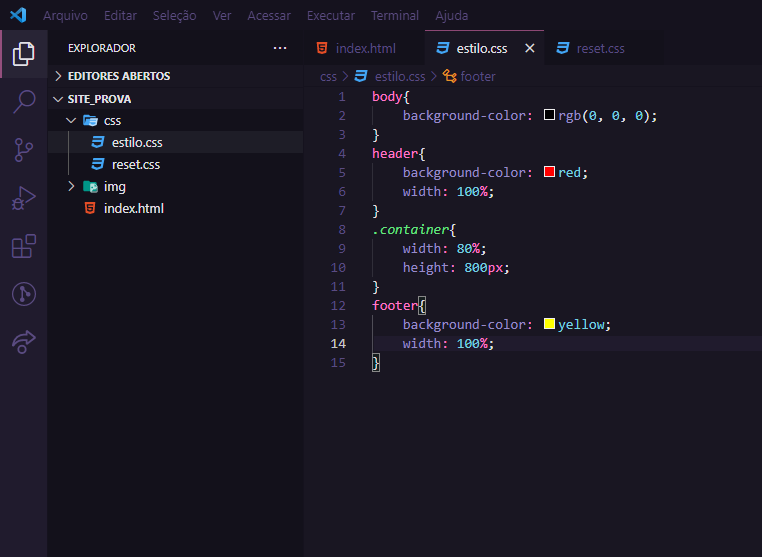 Arquivo Editar Seleção Ver Acessar Executar Terminal Ajuda
EXPLORADOR ···
EDITORES ABERTOS
SITE_PROVA
css
estilo.css
reset.css
img
index.html
index.html estilo.css reset.css
css > estilo.css > footer
1 body{
2 background-color: rgb(0, 0, 0);
3 }
4 header{
5 background-color: red;
6 width: 100%;
7 }
8 .container{
9 width: 80%;
10 height: 800px;
11 }
12 footer{
13 background-color: yellow;
14 width: 100%;
15 }